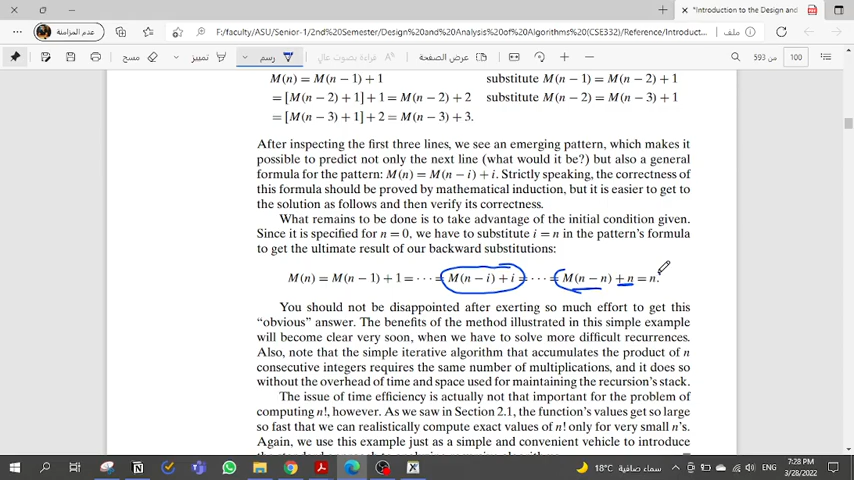 *Introduction to the Design and
عدم المزامنة
F:/faculty/ASU/Senior-1/2nd%20Semester/Design%20and%20Analysis%20of%20Algorithms%20(CSE332)/Reference/Introduct...
ملف
تمييز
رسم
قراءة بصوت عالٍ
عرض الصفحة
من 593
100
M(n) = M(n − 1) + 1 substitute M(n − 1) = M(n − 2) + 1
= [M(n − 2) + 1] + 1 = M(n − 2) + 2 substitute M(n − 2) = M(n − 3) + 1
= [M(n − 3) + 1] + 2 = M(n − 3) + 3.
After inspecting the first three lines, we see an emerging pattern, which makes it
possible to predict not only the next line (what would it be?) but also a general
formula for the pattern: M(n) = M(n − i) + i. Strictly speaking, the correctness of
this formula should be proved by mathematical induction, but it is easier to get to
the solution as follows and then verify its correctness.
What remains to be done is to take advantage of the initial condition given.
Since it is specified for n = 0, we have to substitute i = n in the pattern's formula
to get the ultimate result of our backward substitutions:
M(n) = M(n − 1) + 1 = · · · = M(n − i) + i = · · · = M(n − n) + n = n.
You should not be disappointed after exerting so much effort to get this
“obvious” answer. The benefits of the method illustrated in this simple example
will become clear very soon, when we have to solve more difficult recurrences.
Also, note that the simple iterative algorithm that accumulates the product of n
consecutive integers requires the same number of multiplications, and it does so
without the overhead of time and space used for maintaining the recursion's stack.
The issue of time efficiency is actually not that important for the problem of
computing n!, however. As we saw in Section 2.1, the function's values get so large
so fast that we can realistically compute exact values of n! only for very small n's.
Again, we use this example just as a simple and convenient vehicle to introduce
18°C سماء صافية
ENG
7:28 PM
3/28/2022